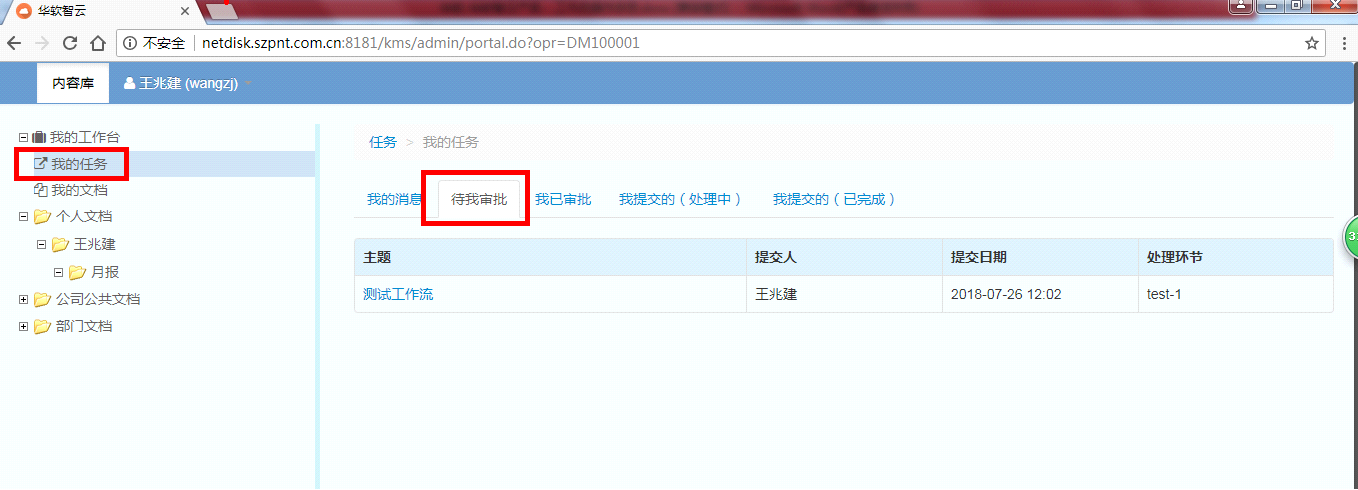 华软智云
不安全 netdisk.szpnt.com.cn:8181/kms/admin/portal.do?opr=DM100001
内容库 王兆建 (wangzj)
我的工作台
我的任务
我的文档
个人文档
王兆建
月报
公司公共文档
部门文档
任务 > 我的任务
我的消息 待我审批 我已审批 我提交的（处理中） 我提交的（已完成）
主题 提交人 提交日期 处理环节
测试工作流 王兆建 2018-07-26 12:02 test-1